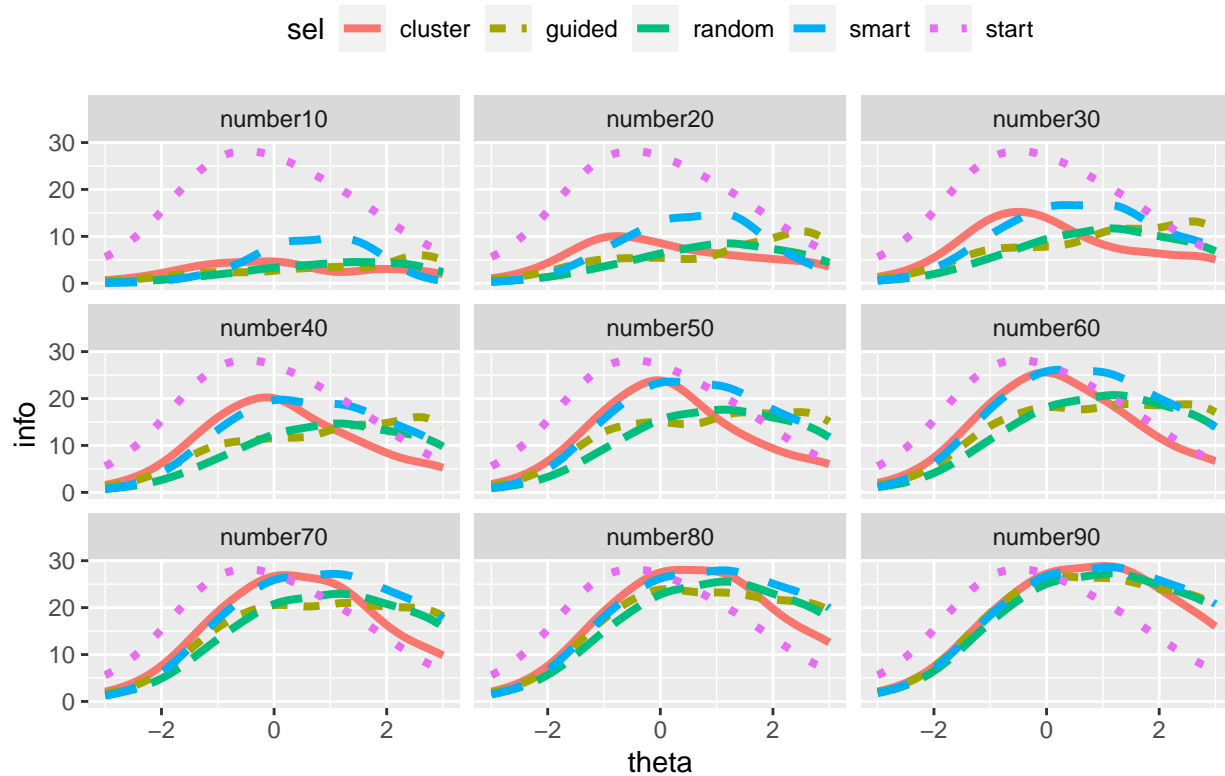 sel cluster guided random smart start
number10 number20 number30
30
20
10
0
number40 number50 number60
30
20
10
0
number70 number80 number90
30
20
10
0
info
−2 0 2 −2 0 2 −2 0 2
theta